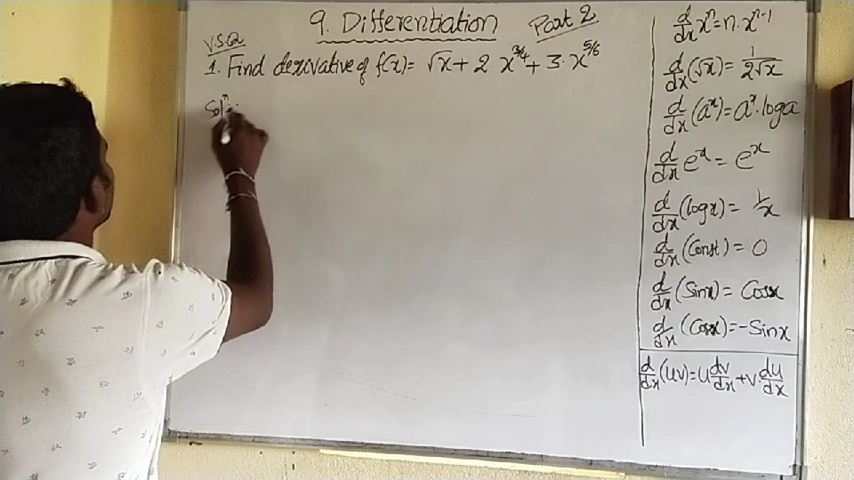 9. Differentiation Part 2
V.S.Q
1. Find derivative of f(x) = √x + 2 x^3/4 + 3·x^5/6
Solⁿ:
d/dx xⁿ = n·xⁿ⁻¹
d/dx (√x) = 1/2√x
d/dx (aˣ) = aˣ·loga
d/dx eˣ = eˣ
d/dx (logx) = 1/x
d/dx (Const) = 0
d/dx (Sinx) = Cosx
d/dx (Cosx) = -Sinx
d/dx (uv) = u dv/dx + v·du/dx